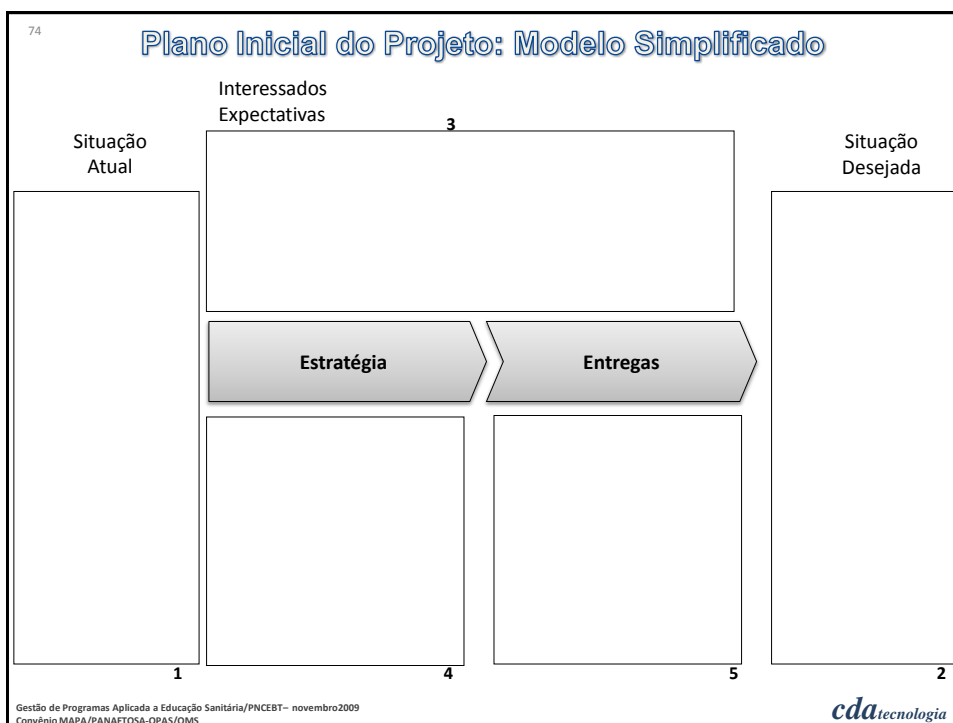 74
Plano Inicial do Projeto: Modelo Simplificado
Interessados
Expectativas
3
Situação
Atual
Situação
Desejada
Estratégia
Entregas
1
4
5
2
Gestão de Programas Aplicada a Educação Sanitária/PNCEBT– novembro2009
Convênio MAPA/PANAFTOSA-OPAS/OMS
cdatecnologia